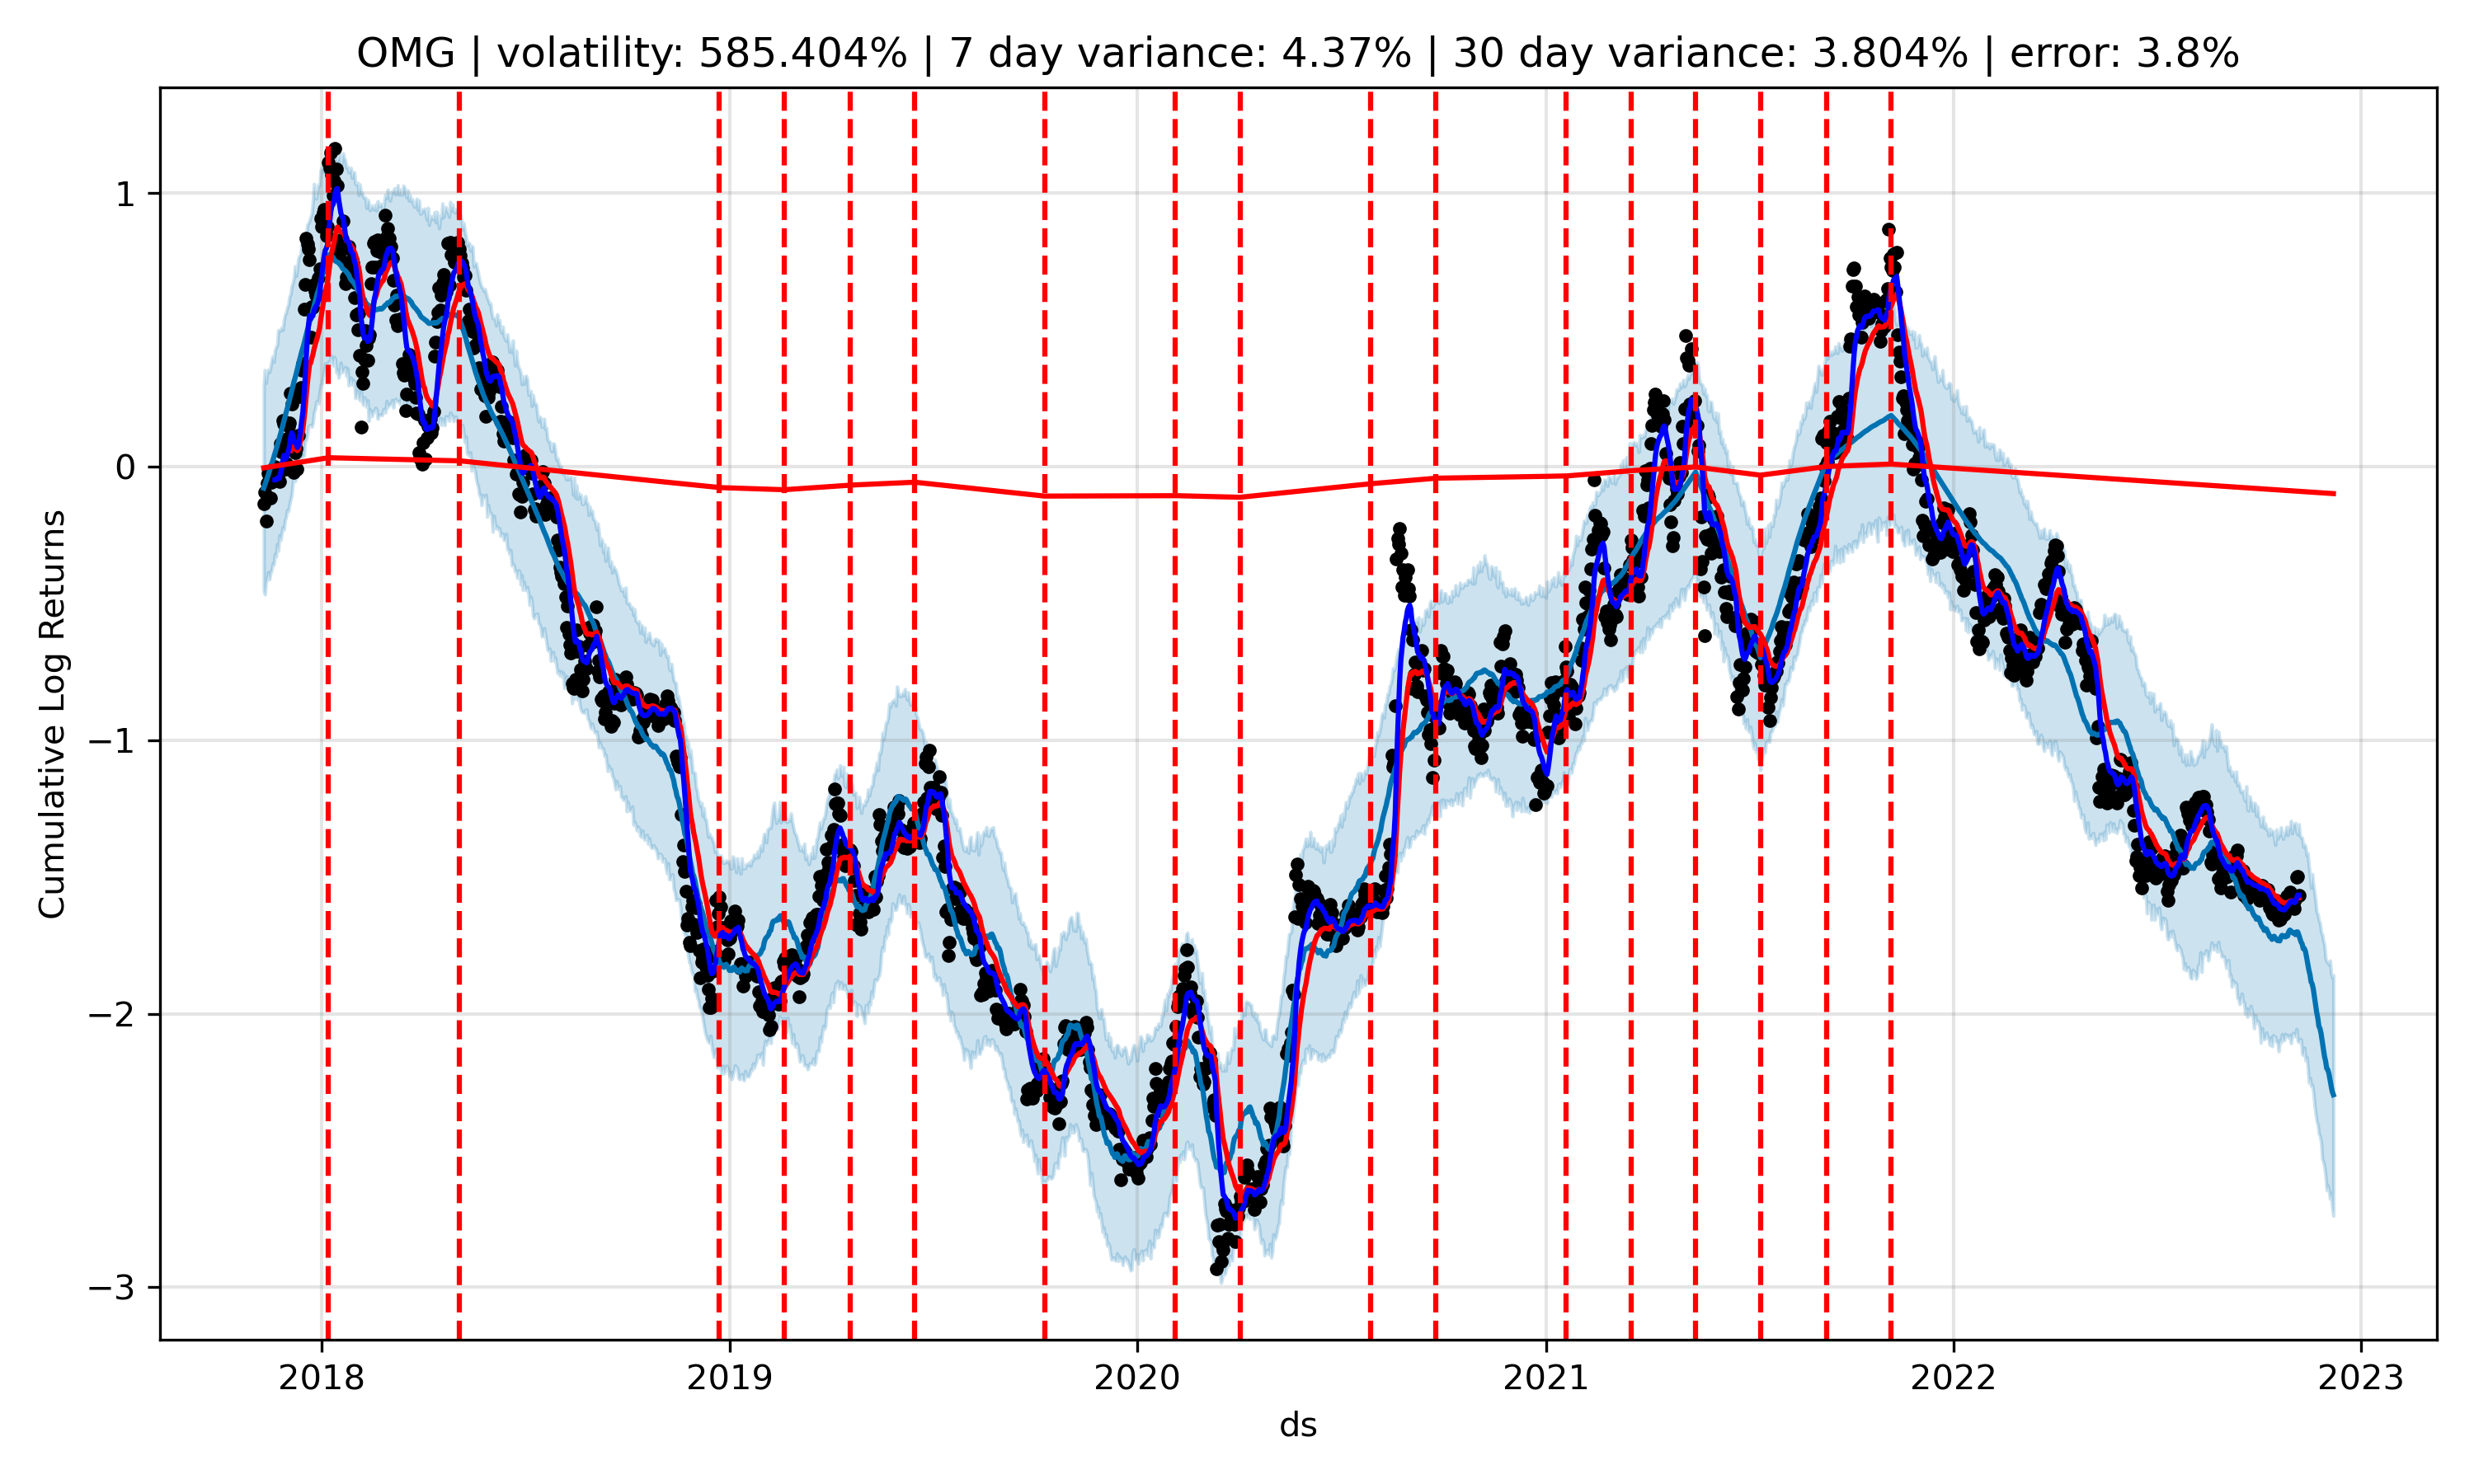 OMG | volatility: 585.404% | 7 day variance: 4.37% | 30 day variance: 3.804% | error: 3.8%
Cumulative Log Returns
1
0
−1
−2
−3
2018 2019 2020 2021 2022 2023
ds